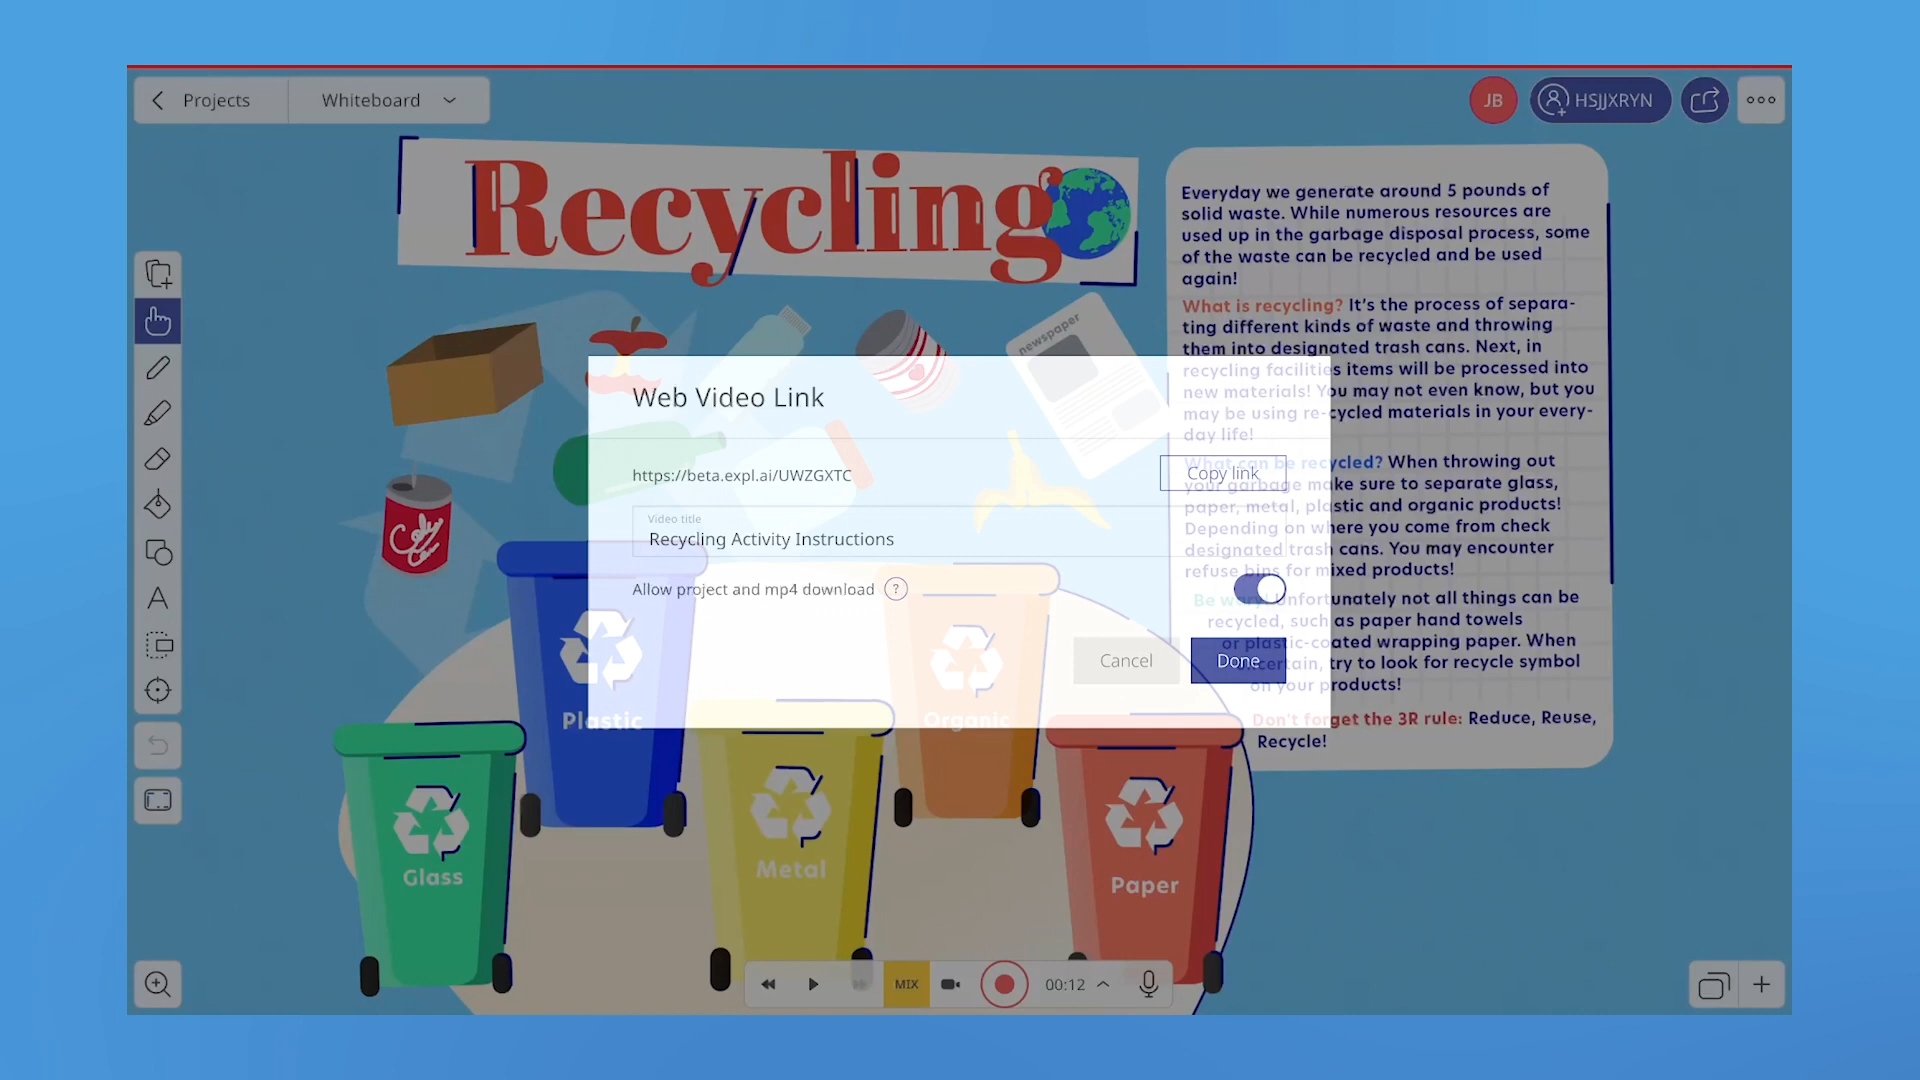 Projects
Whiteboard
JB
HSJJXRYN
Recycling
Everyday we generate around 5 pounds of
solid waste. While numerous resources are
used up in the garbage disposal process, some
of the waste can be recycled and be used
again!
What is recycling? It's the process of separa-
ting different kinds of waste and throwing
them into designated trash cans. Next, in
recycling facilities items will be processed into
new materials! You may not even know, but you
may be using re-cycled materials in your every-
day life!
What can be recycled? When throwing out
your garbage make sure to separate glass,
paper, metal, plastic and organic products!
Depending on where you come from check
designated trash cans. You may encounter
refuse bins for mixed products!
Be wary! Unfortunately not all things can be
recycled, such as paper hand towels
or plastic-coated wrapping paper. When
uncertain, try to look for recycle symbol
on your products!
Don't forget the 3R rule: Reduce, Reuse,
Recycle!
newspaper
Web Video Link
https://beta.expl.ai/UWZGXTC
Copy link
Video title
Recycling Activity Instructions
Allow project and mp4 download ?
Cancel
Done
Plastic
Organic
Glass
Metal
Paper
MIX
00:12